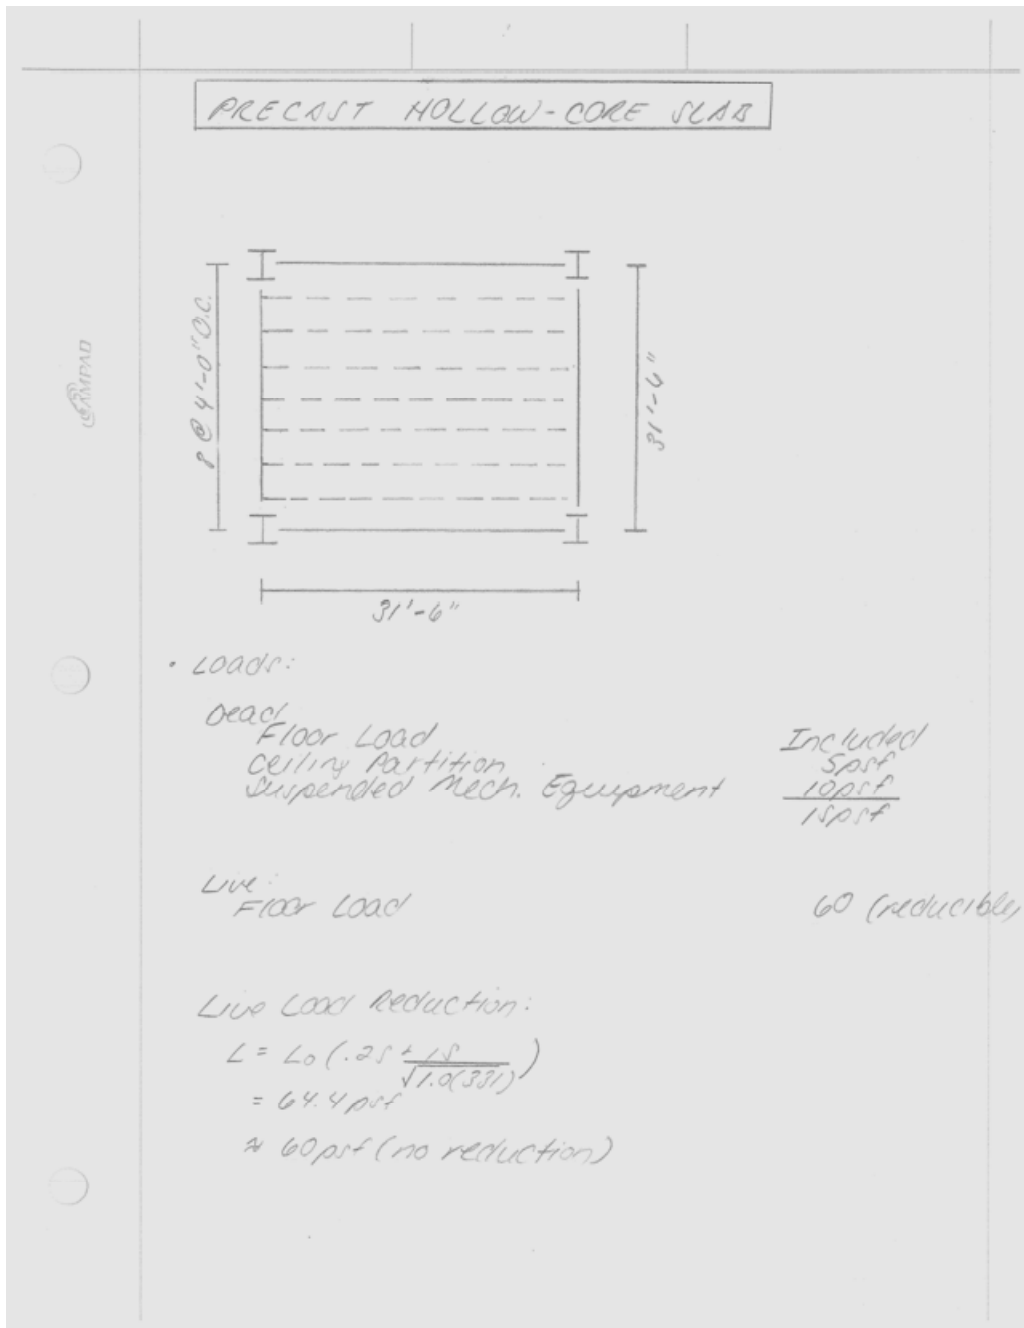 PRECAST HOLLOW-CORE SLAB
CAMPAD
8 @ 4'-0" O.C.
31'-6"
31'-6"
• Loads:
Dead
Floor Load Included
Ceiling Partition 5psf
Suspended Mech. Equipment 10psf
15psf
Live:
Floor Load 60 (reducible)
Live Load Reduction:
L = Lo (.25 + 15
√1.0(331) )
= 64.4 psf
≈ 60psf (no reduction)